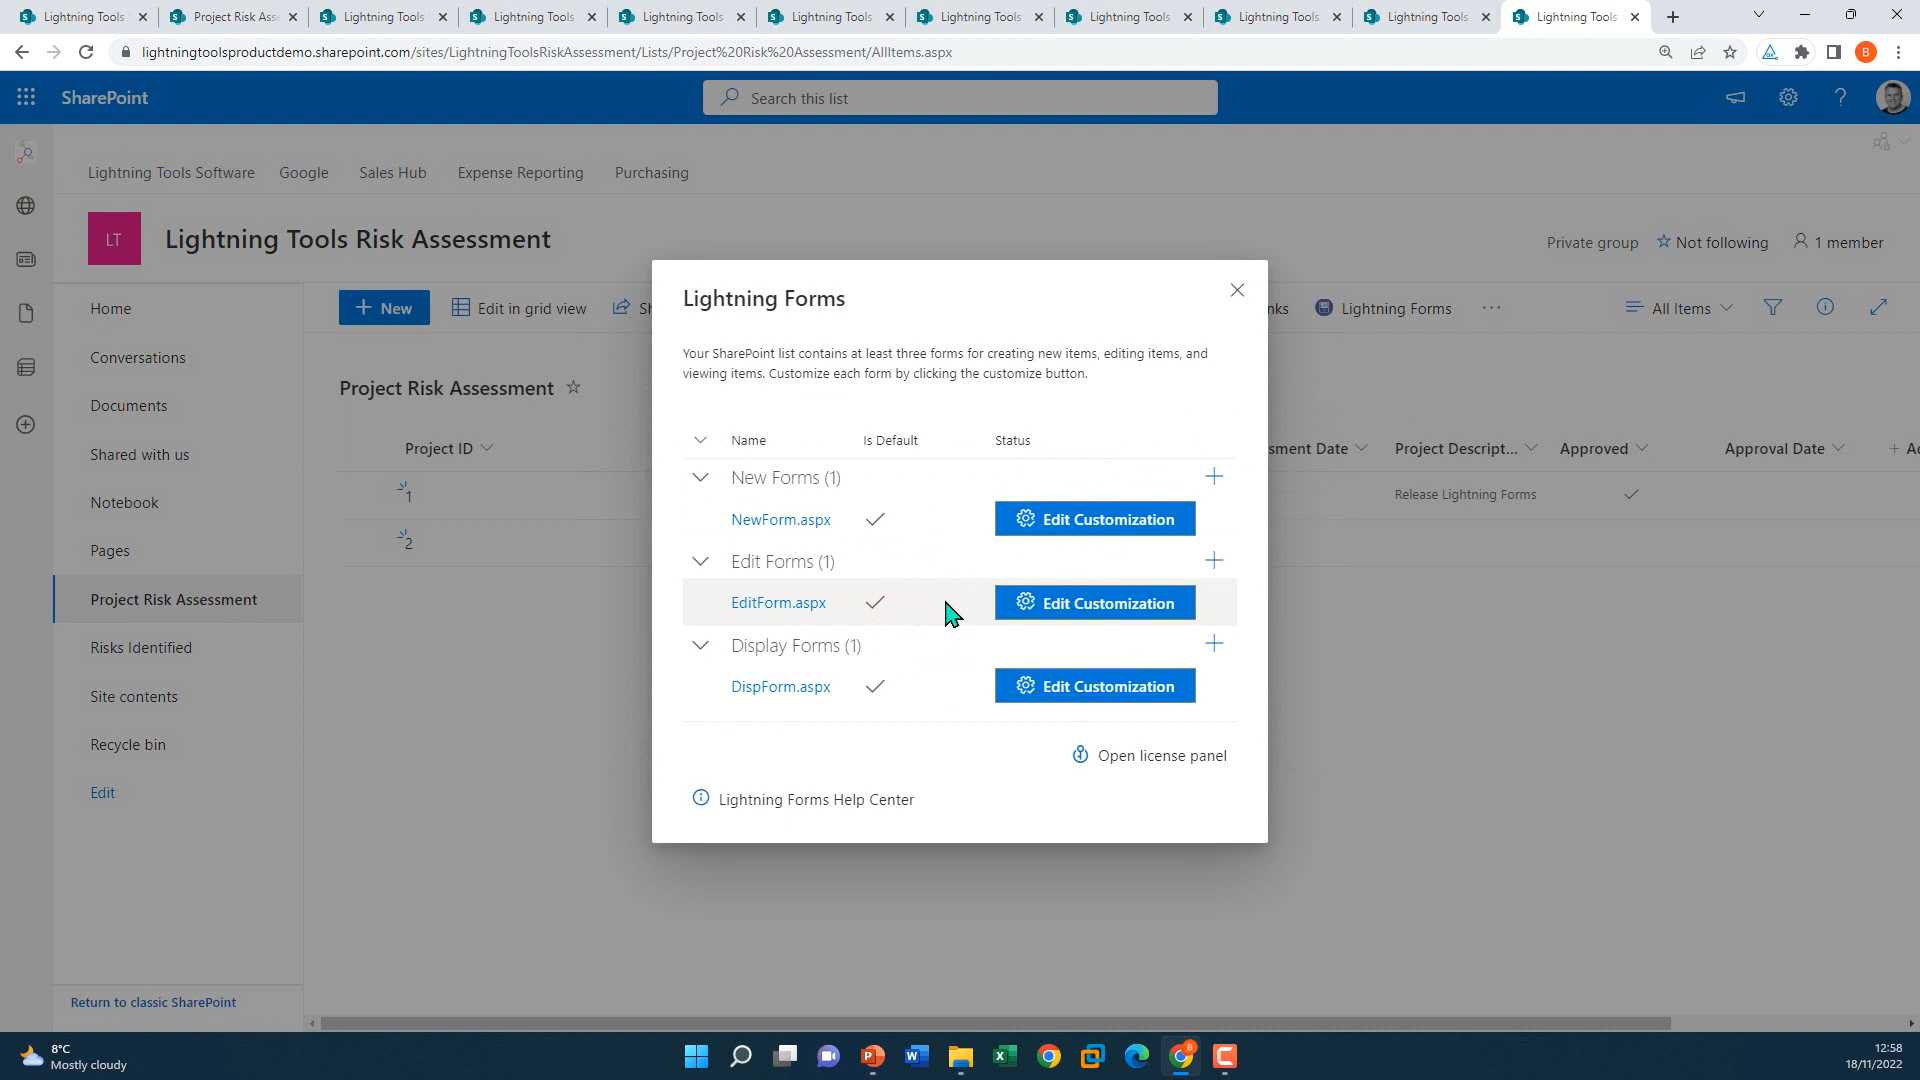 Lightning Tools
Project Risk Ass
Lightning Tools
Lightning Tools
Lightning Tools
Lightning Tools
Lightning Tools
Lightning Tools
Lightning Tools
Lightning Tools
Lightning Tools
lightningtoolsproductdemo.sharepoint.com/sites/LightningToolsRiskAssessment/Lists/Project%20Risk%20Assessment/AllItems.aspx
B
SharePoint
Search this list
Lightning Tools Software
Google
Sales Hub
Expense Reporting
Purchasing
LT
Lightning Tools Risk Assessment
Private group
Not following
1 member
Home
Conversations
Documents
Shared with us
Notebook
Pages
Project Risk Assessment
Risks Identified
Site contents
Recycle bin
Edit
Return to classic SharePoint
New
Edit in grid view
Sh
nks
Lightning Forms
...
All Items
Project Risk Assessment
Project ID
sment Date
Project Descript...
Approved
Approval Date
+ Ac
1
Release Lightning Forms
2
Lightning Forms
Your SharePoint list contains at least three forms for creating new items, editing items, and
viewing items. Customize each form by clicking the customize button.
Name
Is Default
Status
New Forms (1)
NewForm.aspx
Edit Customization
Edit Forms (1)
EditForm.aspx
Edit Customization
Display Forms (1)
DispForm.aspx
Edit Customization
Open license panel
Lightning Forms Help Center
8°C
Mostly cloudy
12:58
18/11/2022